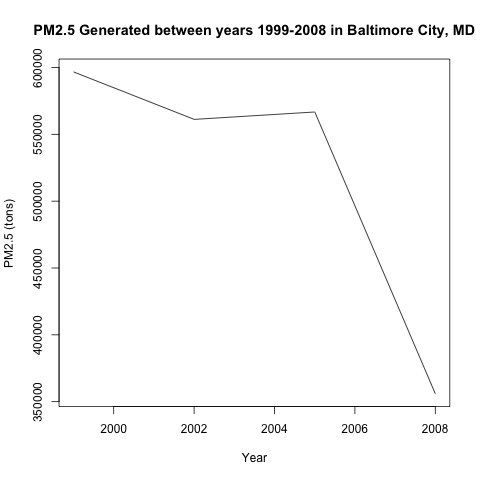 PM2.5 Generated between years 1999-2008 in Baltimore City, MD
600000
550000
500000
450000
400000
350000
PM2.5 (tons)
2000 2002 2004 2006 2008
Year